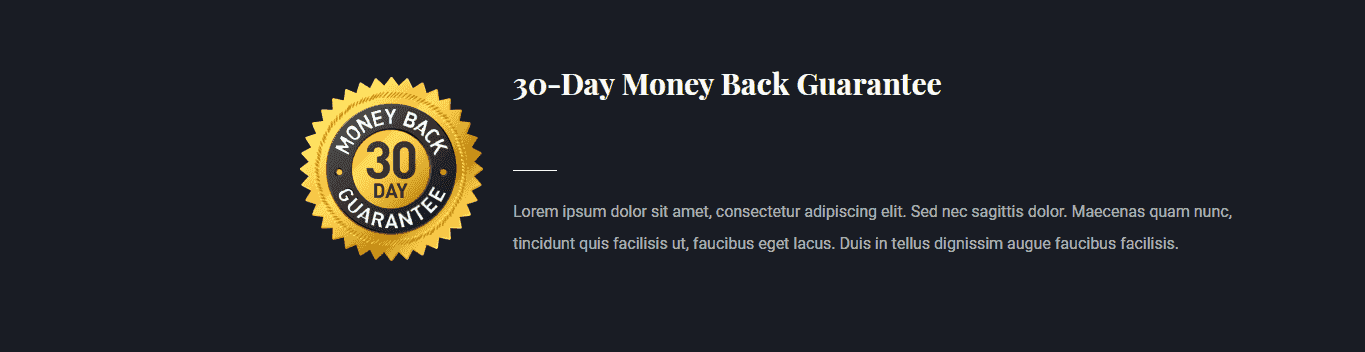 MONEY BACK
30
DAY
GUARANTEE
30-Day Money Back Guarantee
Lorem ipsum dolor sit amet, consectetur adipiscing elit. Sed nec sagittis dolor. Maecenas quam nunc,
tincidunt quis facilisis ut, faucibus eget lacus. Duis in tellus dignissim augue faucibus facilisis.